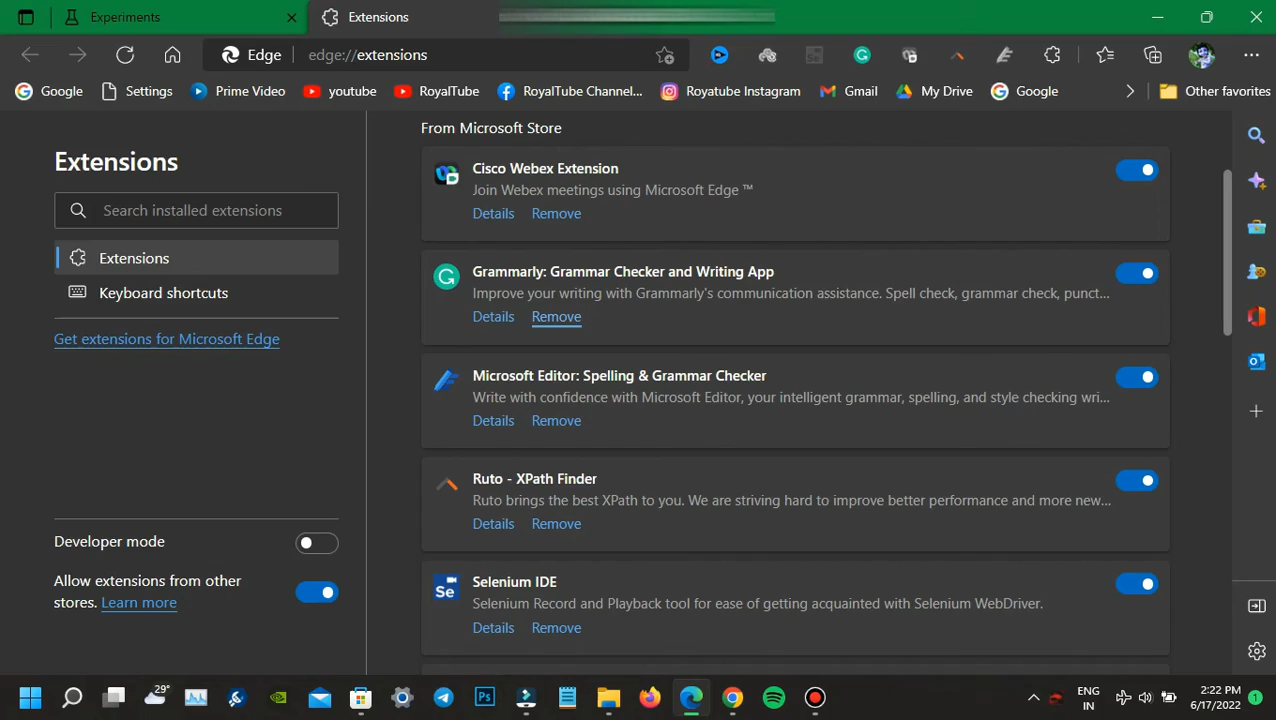 Experiments
Extensions
Edge
edge://extensions
Google
Settings
Prime Video
youtube
RoyalTube
RoyalTube Channel...
Royatube Instagram
Gmail
My Drive
Google
Other favorites
Extensions
Search installed extensions
Extensions
Keyboard shortcuts
Get extensions for Microsoft Edge
Developer mode
Allow extensions from other
stores. Learn more
From Microsoft Store
Cisco Webex Extension
Join Webex meetings using Microsoft Edge ™
Details Remove
Grammarly: Grammar Checker and Writing App
Improve your writing with Grammarly's communication assistance. Spell check, grammar check, punct...
Details Remove
Microsoft Editor: Spelling & Grammar Checker
Write with confidence with Microsoft Editor, your intelligent grammar, spelling, and style checking wri...
Details Remove
Ruto - XPath Finder
Ruto brings the best XPath to you. We are striving hard to improve better performance and more new...
Details Remove
Se
Selenium IDE
Selenium Record and Playback tool for ease of getting acquainted with Selenium WebDriver.
Details Remove
29°
Ps
ENG
IN
2:22 PM
6/17/2022
1